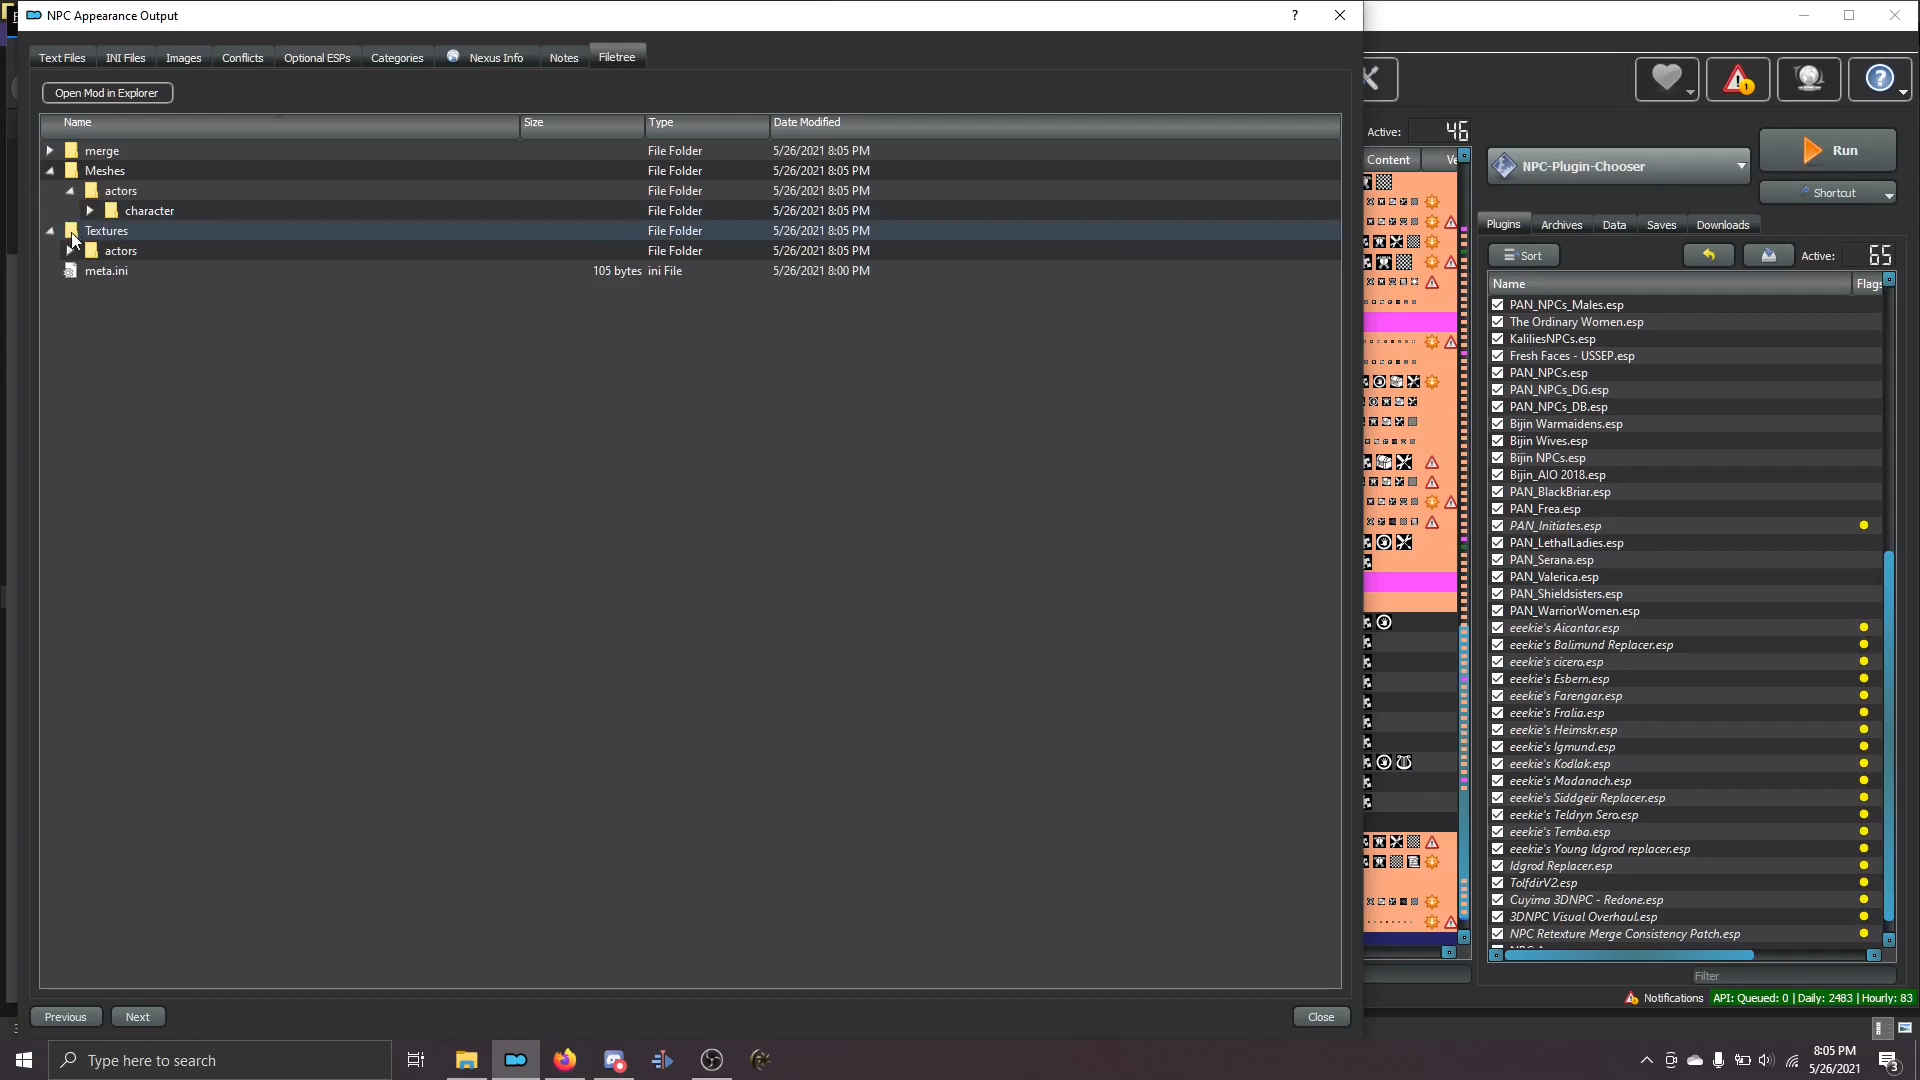 NPC Appearance Output
?
Text Files
INI Files
Images
Conflicts
Optional ESPs
Categories
Nexus Info
Notes
Filetree
Open Mod in Explorer
Name
Size
Type
Date Modified
merge File Folder 5/26/2021 8:05 PM
Meshes File Folder 5/26/2021 8:05 PM
actors File Folder 5/26/2021 8:05 PM
character File Folder 5/26/2021 8:05 PM
Textures File Folder 5/26/2021 8:05 PM
actors File Folder 5/26/2021 8:05 PM
meta.ini 105 bytes ini File 5/26/2021 8:00 PM
Previous
Next
Close
Active: 46
Content
NPC-Plugin-Chooser
Run
Shortcut
Plugins
Archives
Data
Saves
Downloads
Sort
Active: 65
Name
Flags
PAN_NPCs_Males.esp
The Ordinary Women.esp
KaliliesNPCs.esp
Fresh Faces - USSEP.esp
PAN_NPCs.esp
PAN_NPCs_DG.esp
PAN_NPCs_DB.esp
Bijin Warmaidens.esp
Bijin Wives.esp
Bijin NPCs.esp
Bijin_AIO 2018.esp
PAN_BlackBriar.esp
PAN_Frea.esp
PAN_Initiates.esp
PAN_LethalLadies.esp
PAN_Serana.esp
PAN_Valerica.esp
PAN_Shieldsisters.esp
PAN_WarriorWomen.esp
eeekie's Aicantar.esp
eeekie's Balimund Replacer.esp
eeekie's cicero.esp
eeekie's Esbern.esp
eeekie's Farengar.esp
eeekie's Fralia.esp
eeekie's Heimskr.esp
eeekie's Igmund.esp
eeekie's Kodlak.esp
eeekie's Madanach.esp
eeekie's Siddgeir Replacer.esp
eeekie's Teldryn Sero.esp
eeekie's Temba.esp
eeekie's Young Idgrod replacer.esp
Idgrod Replacer.esp
TolfdirV2.esp
Cuyima 3DNPC - Redone.esp
3DNPC Visual Overhaul.esp
NPC Retexture Merge Consistency Patch.esp
Filter
Notifications
API: Queued: 0 | Daily: 2483 | Hourly: 83
Type here to search
8:05 PM
5/26/2021
3